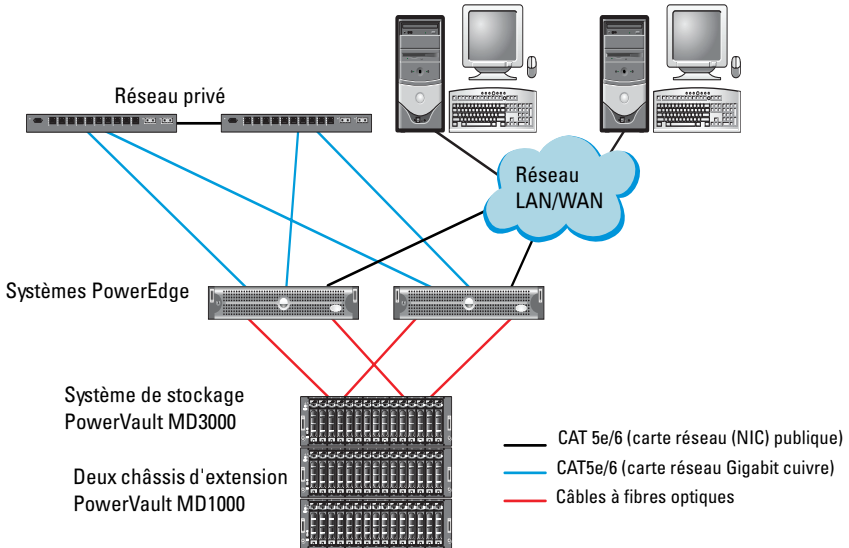 Réseau privé
Réseau
LAN/WAN
Systèmes PowerEdge
Système de stockage
PowerVault MD3000
Deux châssis d'extension
PowerVault MD1000
CAT 5e/6 (carte réseau (NIC) publique)
CAT5e/6 (carte réseau Gigabit cuivre)
Câbles à fibres optiques